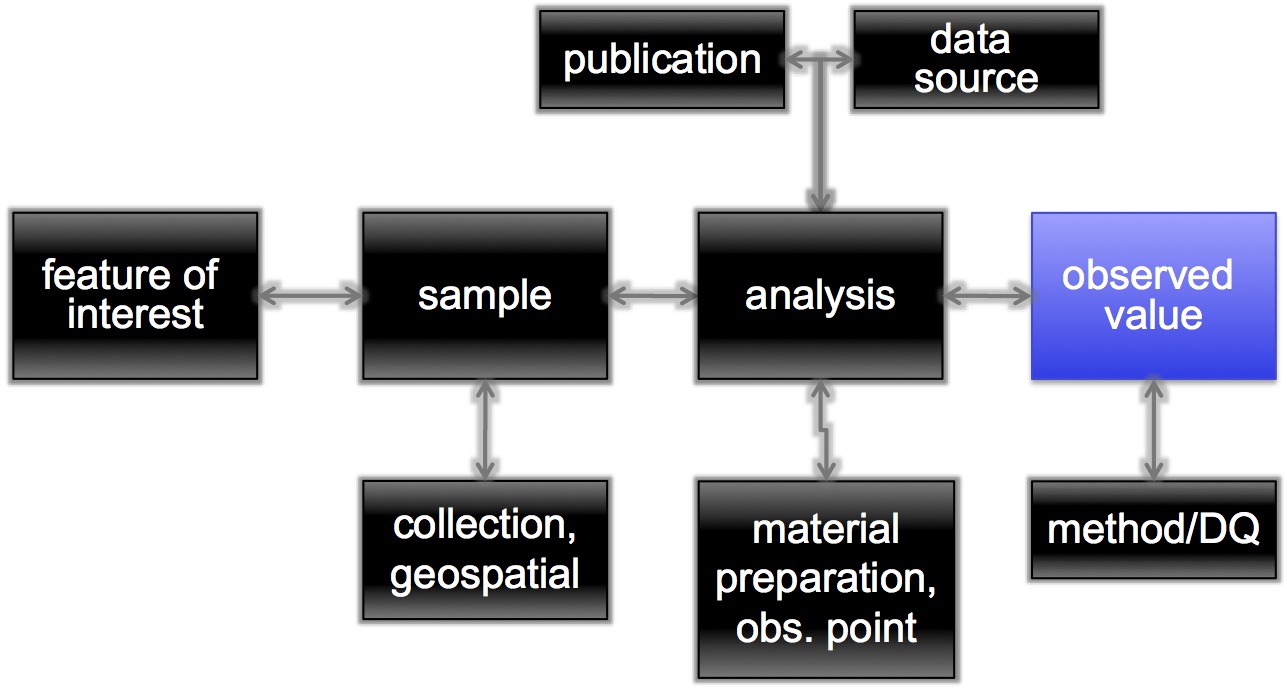 publication
data
source
feature of
interest
sample
analysis
observed
value
collection,
geospatial
material
preparation,
obs. point
method/DQ